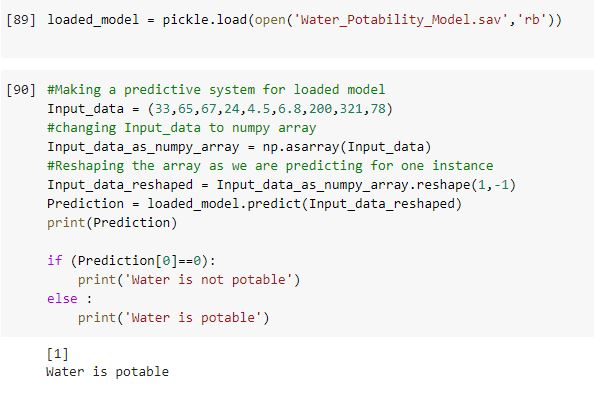 [89] loaded_model = pickle.load(open('Water_Potability_Model.sav','rb'))
[90] #Making a predictive system for loaded model
Input_data = (33,65,67,24,4.5,6.8,200,321,78)
#changing Input_data to numpy array
Input_data_as_numpy_array = np.asarray(Input_data)
#Reshaping the array as we are predicting for one instance
Input_data_reshaped = Input_data_as_numpy_array.reshape(1,-1)
Prediction = loaded_model.predict(Input_data_reshaped)
print(Prediction)
if (Prediction[0]==0):
    print('Water is not potable')
else :
    print('Water is potable')
[1]
Water is potable